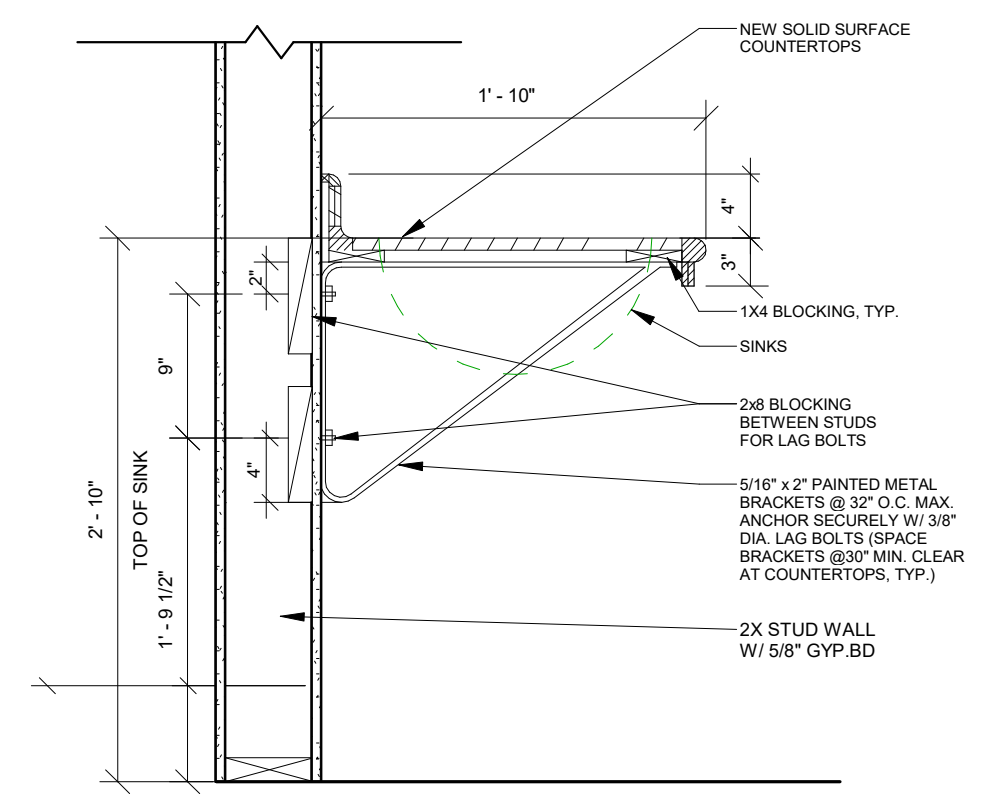 NEW SOLID SURFACE
COUNTERTOPS
1' - 10"
4"
3"
2"
1X4 BLOCKING, TYP.
SINKS
9"
2x8 BLOCKING
BETWEEN STUDS
FOR LAG BOLTS
4"
2' - 10"
TOP OF SINK
5/16" x 2" PAINTED METAL
BRACKETS @ 32" O.C. MAX.
ANCHOR SECURELY W/ 3/8"
DIA. LAG BOLTS (SPACE
BRACKETS @30" MIN. CLEAR
AT COUNTERTOPS, TYP.)
1' - 9 1/2"
2X STUD WALL
W/ 5/8" GYP.BD